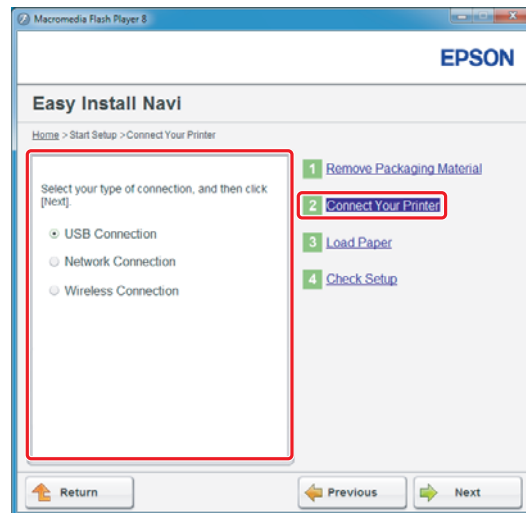 Macromedia Flash Player 8
EPSON
Easy Install Navi
Home > Start Setup > Connect Your Printer
Select your type of connection, and then click
[Next].
USB Connection
Network Connection
Wireless Connection
1 Remove Packaging Material
2 Connect Your Printer
3 Load Paper
4 Check Setup
Return
Previous
Next